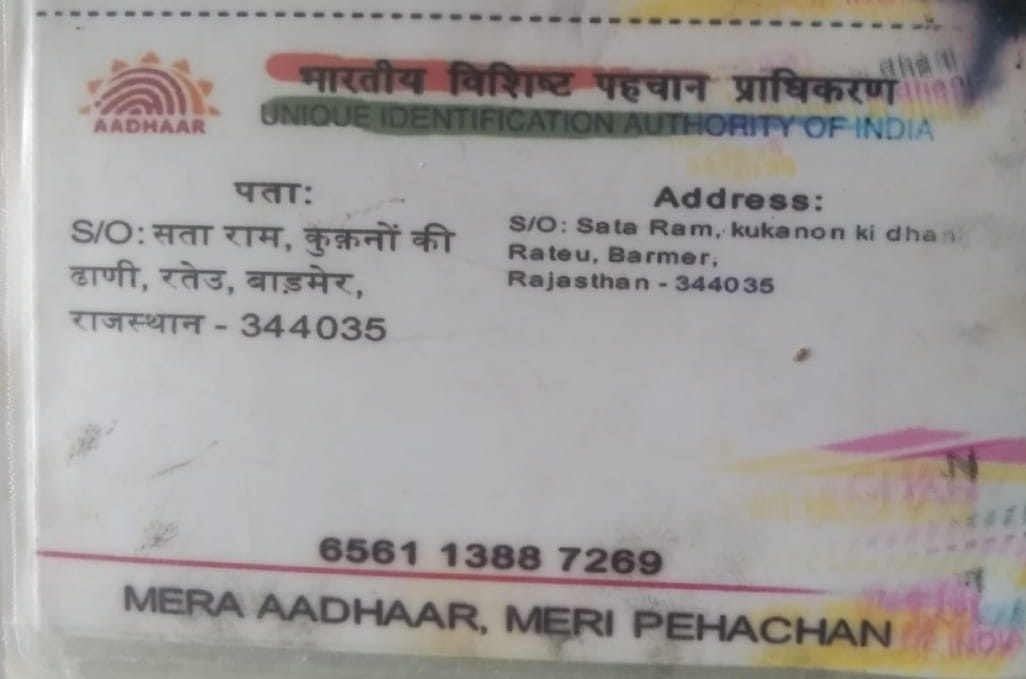 भारतीय विशिष्ट पहचान प्राधिकरण
UNIQUE IDENTIFICATION AUTHORITY OF INDIA
AADHAAR
पता:
S/O: सता राम, कुक़नों की
ढाणी, रतेउ, बाड़मेर,
राजस्थान - 344035
Address:
S/O: Sata Ram, kukanon ki dhani
Rateu, Barmer,
Rajasthan - 344035
6561 1388 7269
MERA AADHAAR, MERI PEHACHAN